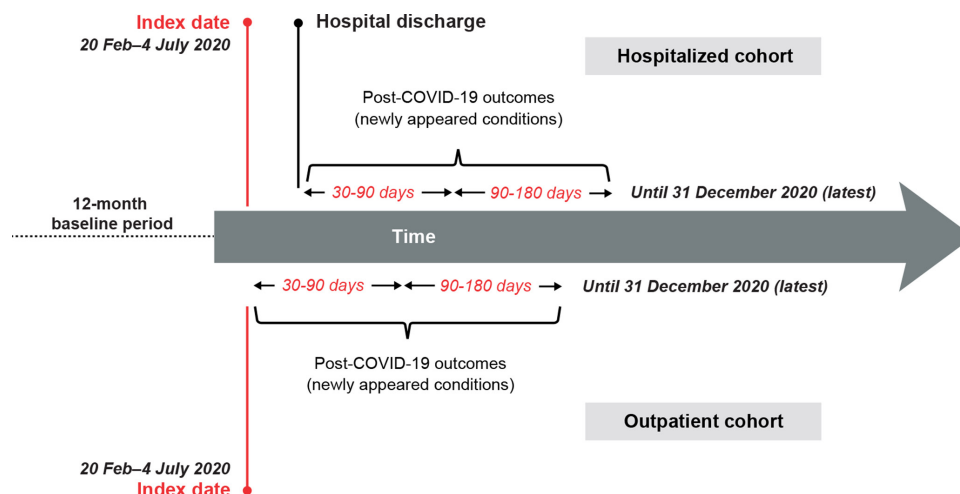 Index date
20 Feb–4 July 2020
Hospital discharge
Hospitalized cohort
Post-COVID-19 outcomes
(newly appeared conditions)
30-90 days
90-180 days
Until 31 December 2020 (latest)
12-month
baseline period
Time
30-90 days
90-180 days
Until 31 December 2020 (latest)
Post-COVID-19 outcomes
(newly appeared conditions)
Outpatient cohort
20 Feb–4 July 2020
Index date